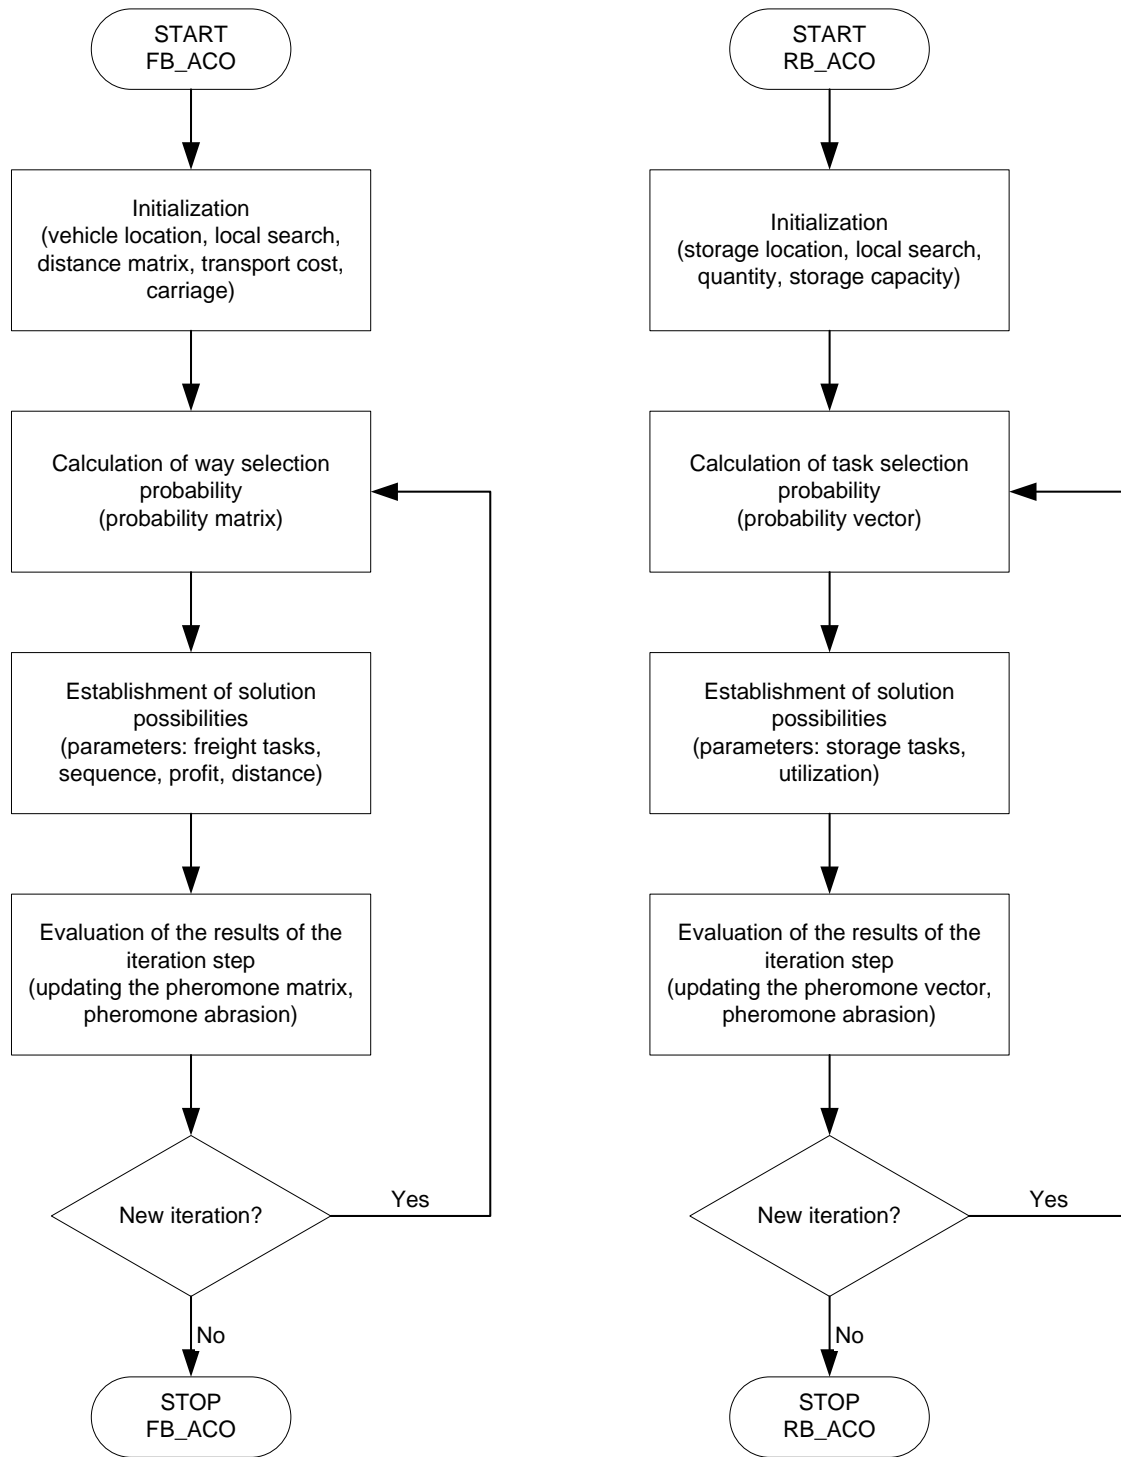 START
FB_ACO
Initialization
(vehicle location, local search,
distance matrix, transport cost,
carriage)
Calculation of way selection
probability
(probability matrix)
Establishment of solution
possibilities
(parameters: freight tasks,
sequence, profit, distance)
Evaluation of the results of the
iteration step
(updating the pheromone matrix,
pheromone abrasion)
New iteration?
Yes
No
STOP
FB_ACO
START
RB_ACO
Initialization
(storage location, local search,
quantity, storage capacity)
Calculation of task selection
probability
(probability vector)
Establishment of solution
possibilities
(parameters: storage tasks,
utilization)
Evaluation of the results of the
iteration step
(updating the pheromone vector,
pheromone abrasion)
New iteration?
Yes
No
STOP
RB_ACO